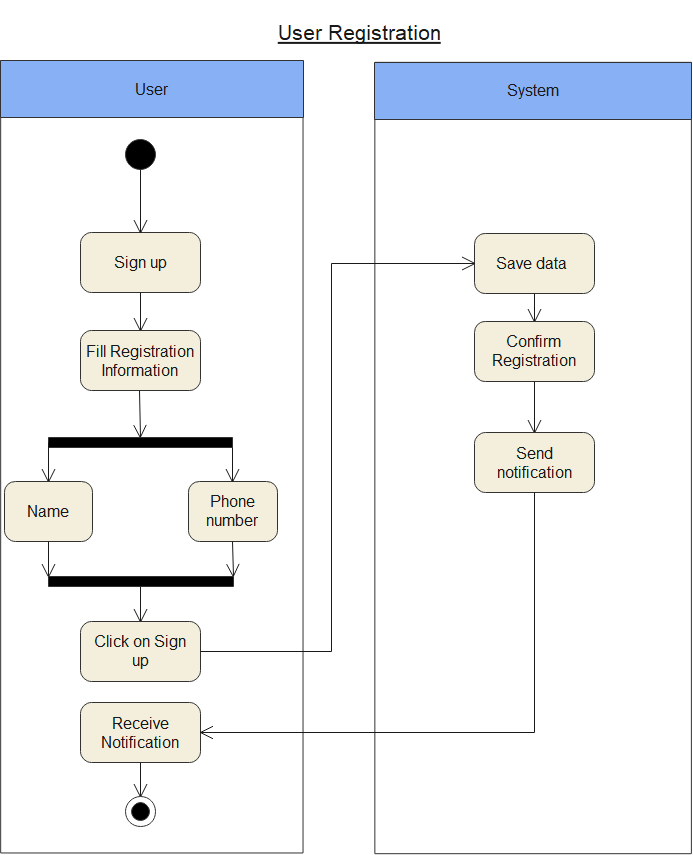 User Registration
User
System
Sign up
Fill Registration
Information
Name
Phone
number
Click on Sign
up
Save data
Confirm
Registration
Send
notification
Receive
Notification